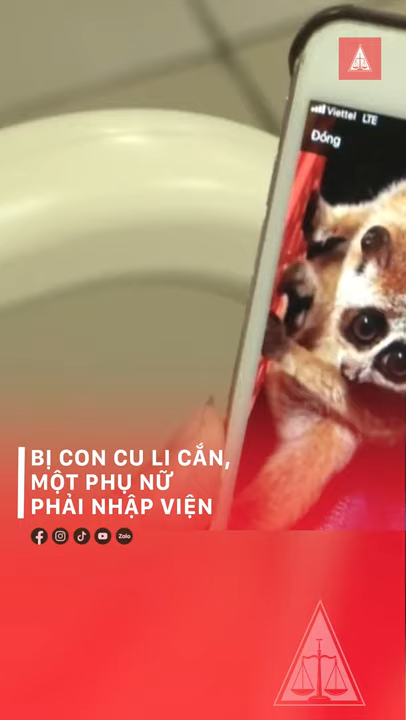 Viettel LTE
Đóng
BỊ CON CU LI CẮN,
MỘT PHỤ NỮ
PHẢI NHẬP VIỆN
Zalo